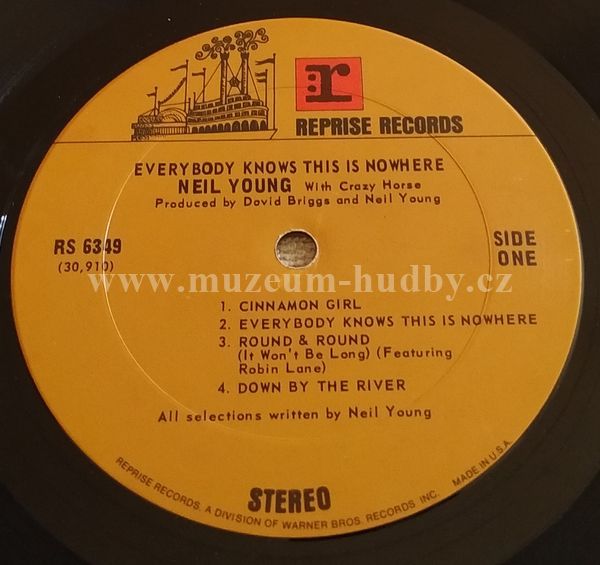 r
REPRISE RECORDS
EVERYBODY KNOWS THIS IS NOWHERE
NEIL YOUNG With Crazy Horse
Produced by David Briggs and Neil Young
RS 6349
(30,910)
SIDE
ONE
www.muzeum-hudby.cz
1. CINNAMON GIRL
2. EVERYBODY KNOWS THIS IS NOWHERE
3. ROUND & ROUND
(It Won't Be Long) (Featuring
Robin Lane)
4. DOWN BY THE RIVER
All selections written by Neil Young
STEREO
REPRISE RECORDS, A DIVISION OF WARNER BROS. RECORDS INC. MADE IN U.S.A.